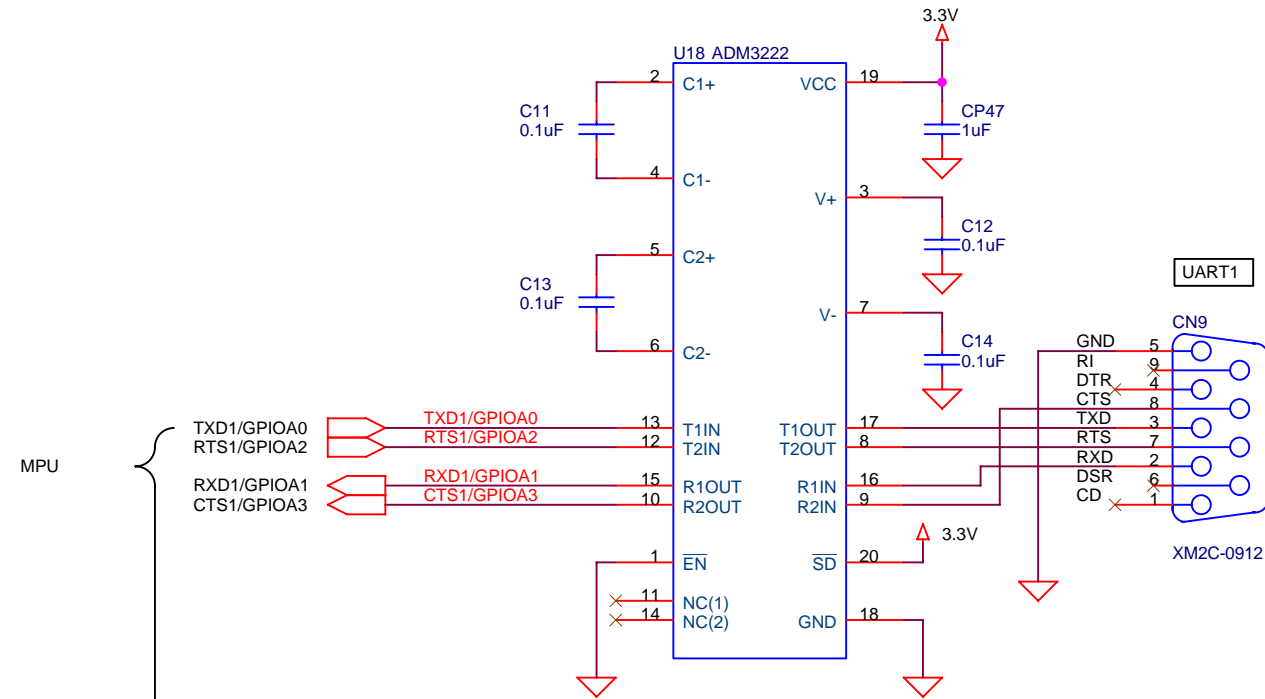 3.3V
U18 ADM3222
2 C1+ VCC 19
C11
0.1uF
CP47
1uF
4 C1-
V+ 3
C12
0.1uF
5 C2+
C13
0.1uF
UART1
V- 7
CN9
6 C2-
C14
0.1uF
GND 5
RI 9
DTR 4
CTS 8
TXD1/GPIOA0 TXD1/GPIOA0 13 T1IN T1OUT 17 TXD 3
RTS1/GPIOA2 RTS1/GPIOA2 12 T2IN T2OUT 8 RTS 7
MPU
RXD 2
RXD1/GPIOA1 RXD1/GPIOA1 15 R1OUT R1IN 16 DSR 6
CTS1/GPIOA3 CTS1/GPIOA3 10 R2OUT R2IN 9 CD 1
3.3V
XM2C-0912
1 EN SD 20
11 NC(1)
14 NC(2) GND 18